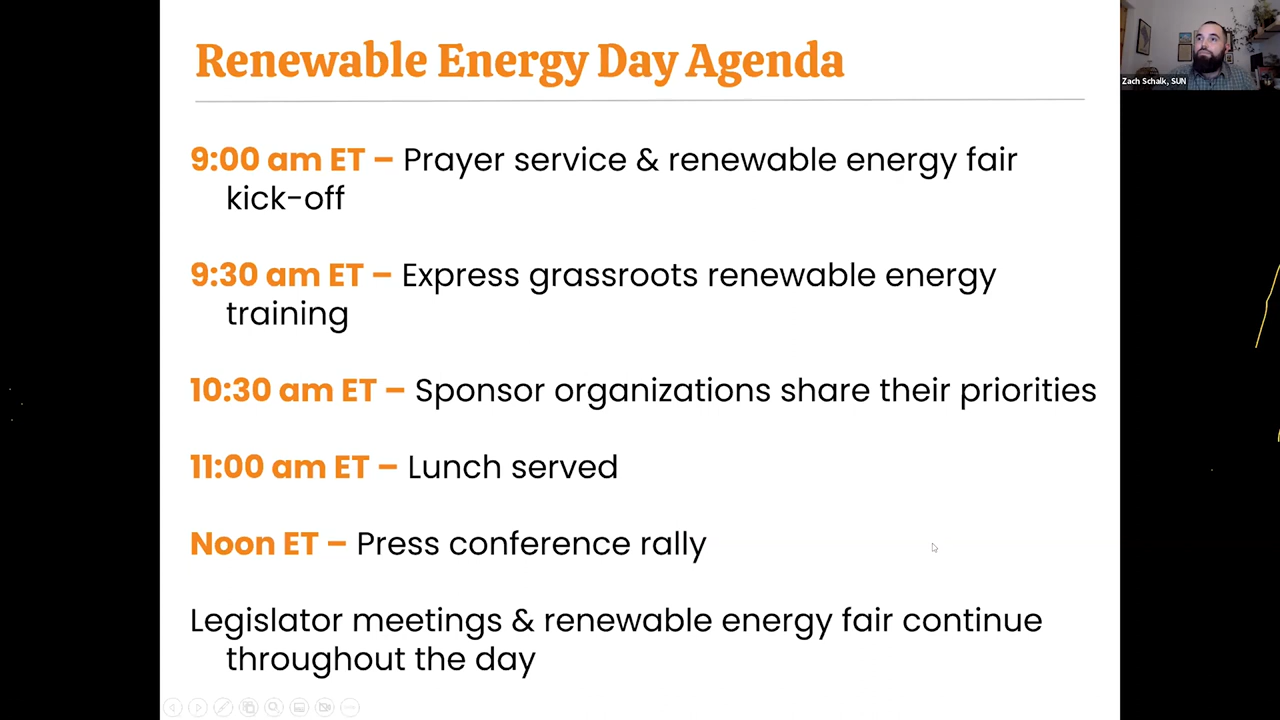 Renewable Energy Day Agenda
Zach Schalk, SUN
9:00 am ET – Prayer service & renewable energy fair
kick-off
9:30 am ET – Express grassroots renewable energy
training
10:30 am ET – Sponsor organizations share their priorities
11:00 am ET – Lunch served
Noon ET – Press conference rally
Legislator meetings & renewable energy fair continue
throughout the day